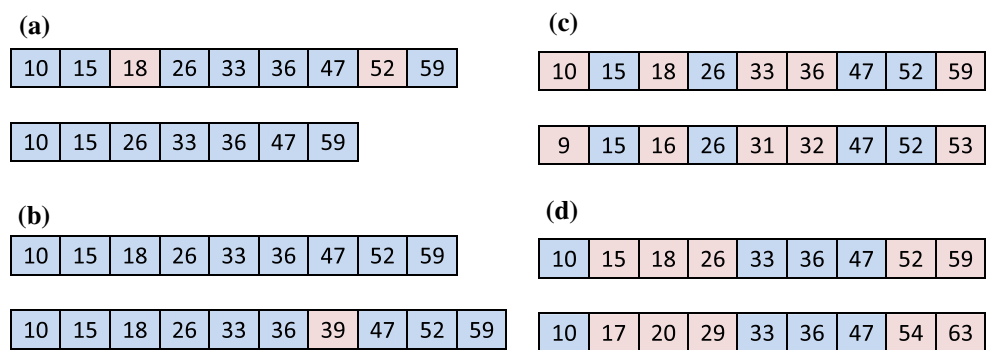 (a)
10 15 18 26 33 36 47 52 59
10 15 26 33 36 47 59
(b)
10 15 18 26 33 36 47 52 59
10 15 18 26 33 36 39 47 52 59
(c)
10 15 18 26 33 36 47 52 59
9 15 16 26 31 32 47 52 53
(d)
10 15 18 26 33 36 47 52 59
10 17 20 29 33 36 47 54 63